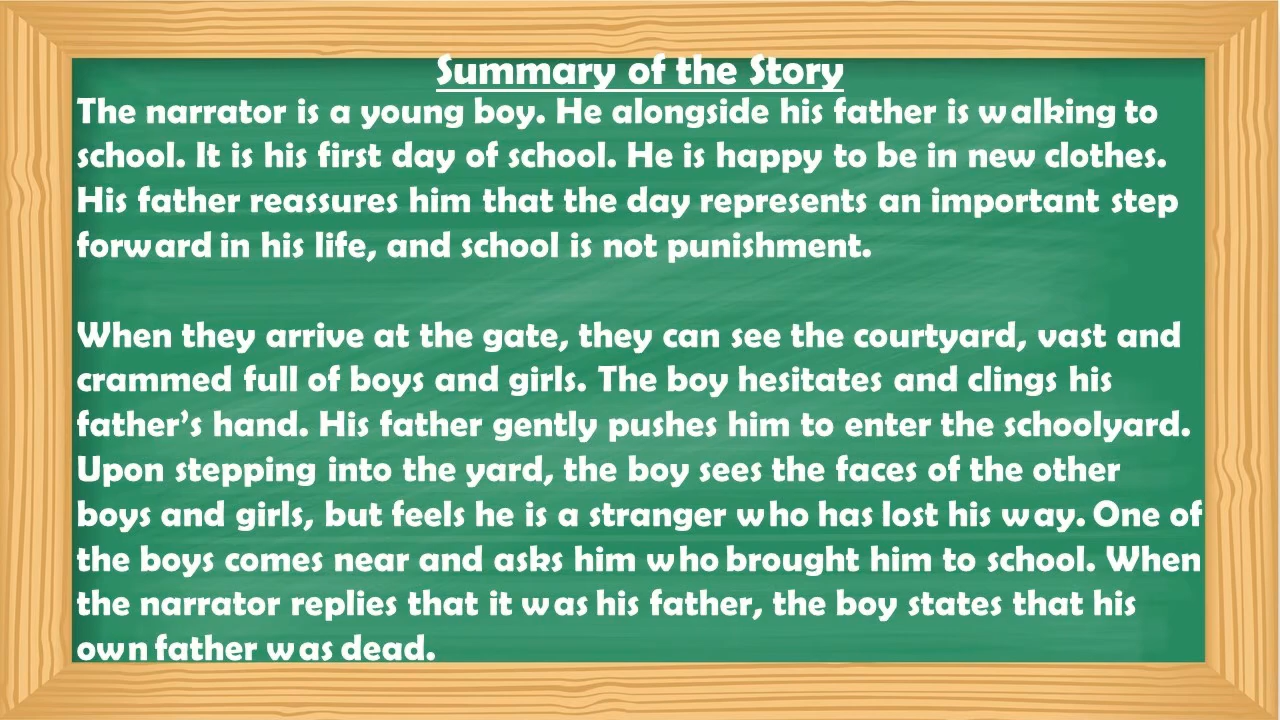 Summary of the Story
The narrator is a young boy. He alongside his father is walking to
school. It is his first day of school. He is happy to be in new clothes.
His father reassures him that the day represents an important step
forward in his life, and school is not punishment.
When they arrive at the gate, they can see the courtyard, vast and
crammed full of boys and girls. The boy hesitates and clings his
father’s hand. His father gently pushes him to enter the schoolyard.
Upon stepping into the yard, the boy sees the faces of the other
boys and girls, but feels he is a stranger who has lost his way. One of
the boys comes near and asks him who brought him to school. When
the narrator replies that it was his father, the boy states that his
own father was dead.